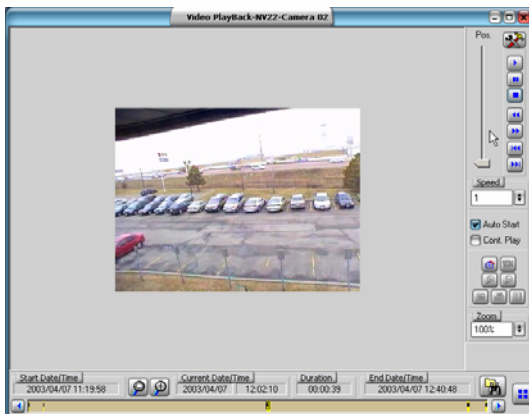 Video PlayBack-NV22-Camera 02
Pos.
Speed
1
Auto Start
Cont. Play
Zoom
100%
Start Date/Time
2003/04/07 11:19:58
Current Date/Time
2003/04/07 12:02:10
Duration
00:00:39
End Date/Time
2003/04/07 12:40:48